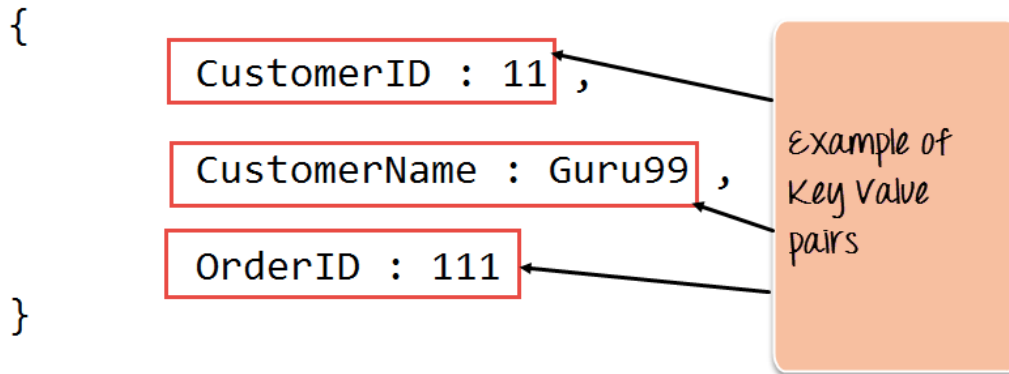 {
CustomerID : 11 ,
CustomerName : Guru99 ,
OrderID : 111
}
Example of
Key Value
pairs